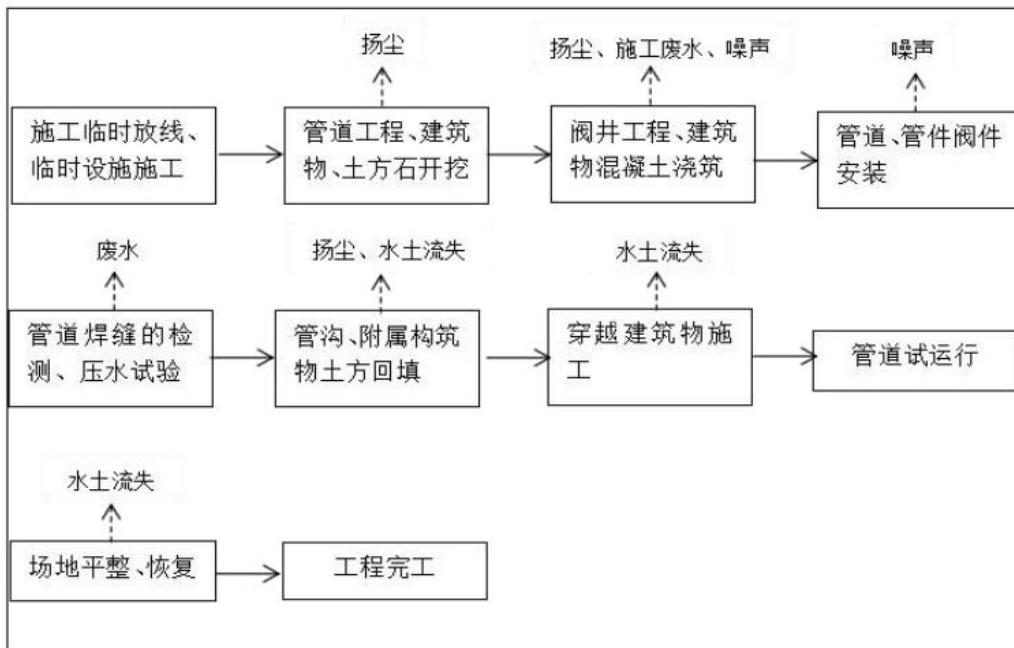 扬尘
扬尘、施工废水、噪声
噪声
施工临时放线、
临时设施施工
管道工程、建筑
物、土方石开挖
阀井工程、建筑
物混凝土浇筑
管道、管件阀件
安装
废水
扬尘、水土流失
水土流失
管道焊缝的检
测、压水试验
管沟、附属构筑
物土方回填
穿越建筑物施
工
管道试运行
水土流失
场地平整、恢复
工程完工